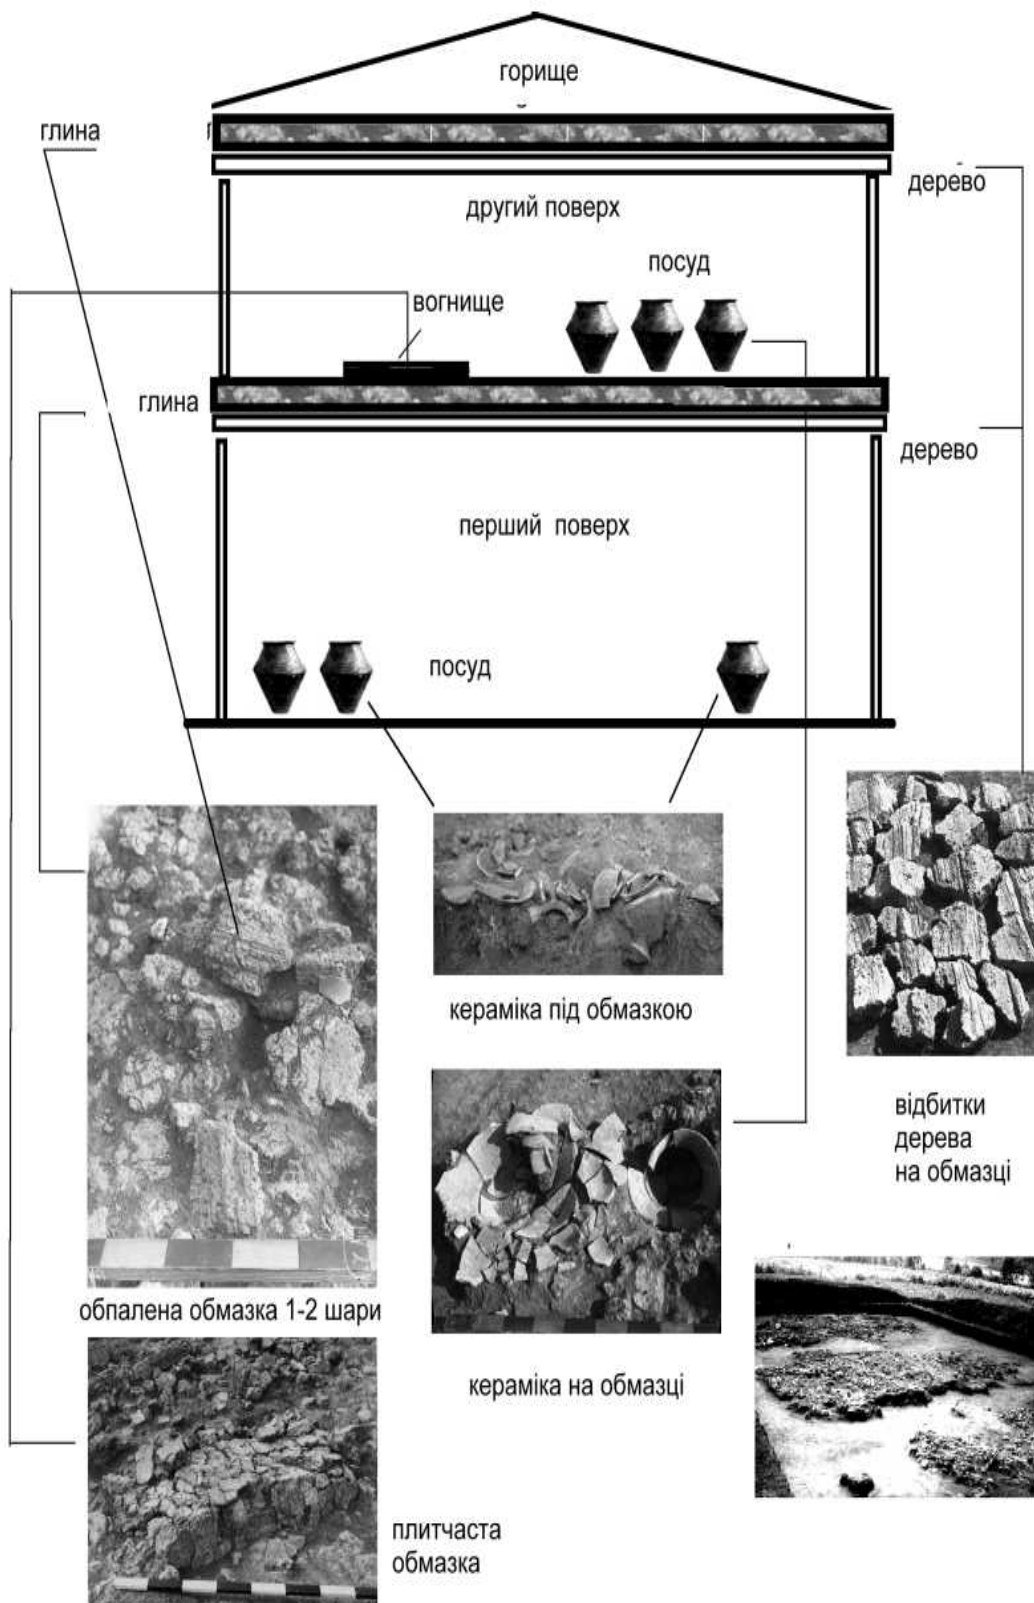 горище
глина
дерево
другий поверх
посуд
вогнище
глина
дерево
перший поверх
посуд
кераміка під обмазкою
відбитки
дерева
на обмазці
обпалена обмазка 1-2 шари
кераміка на обмазці
плитчаста
обмазка